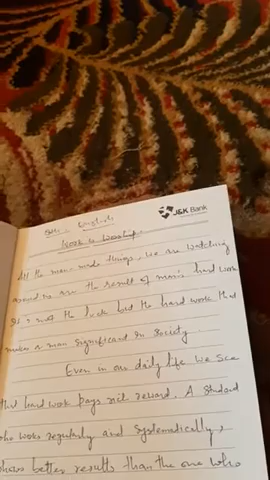 Sub: English
J&K Bank
Work is Worship
All the man made things, we are watching
around us are the result of man's hard work
It is not the luck but the hard work that
makes a man significant in society
Even in our daily life we see
that hard work pays rich reward. A student
who works regularly and systematically,
shows better results than the one who